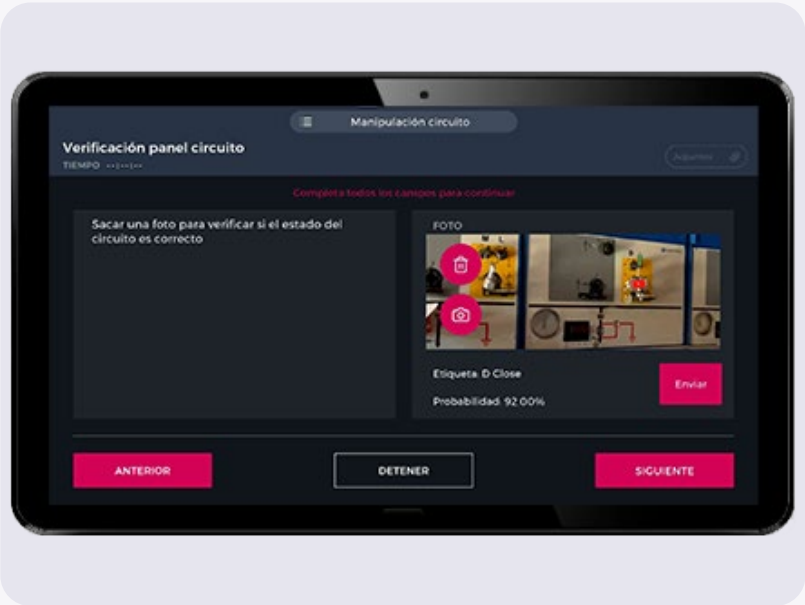 Manipulación circuito
Verificación panel circuito
TIEMPO --:--:--
Adjuntos
Completa todos los campos para continuar
Sacar una foto para verificar si el estado del
circuito es correcto
FOTO
M L
Etiqueta: D Close
Probabilidad: 92.00%
Enviar
ANTERIOR
DETENER
SIGUIENTE